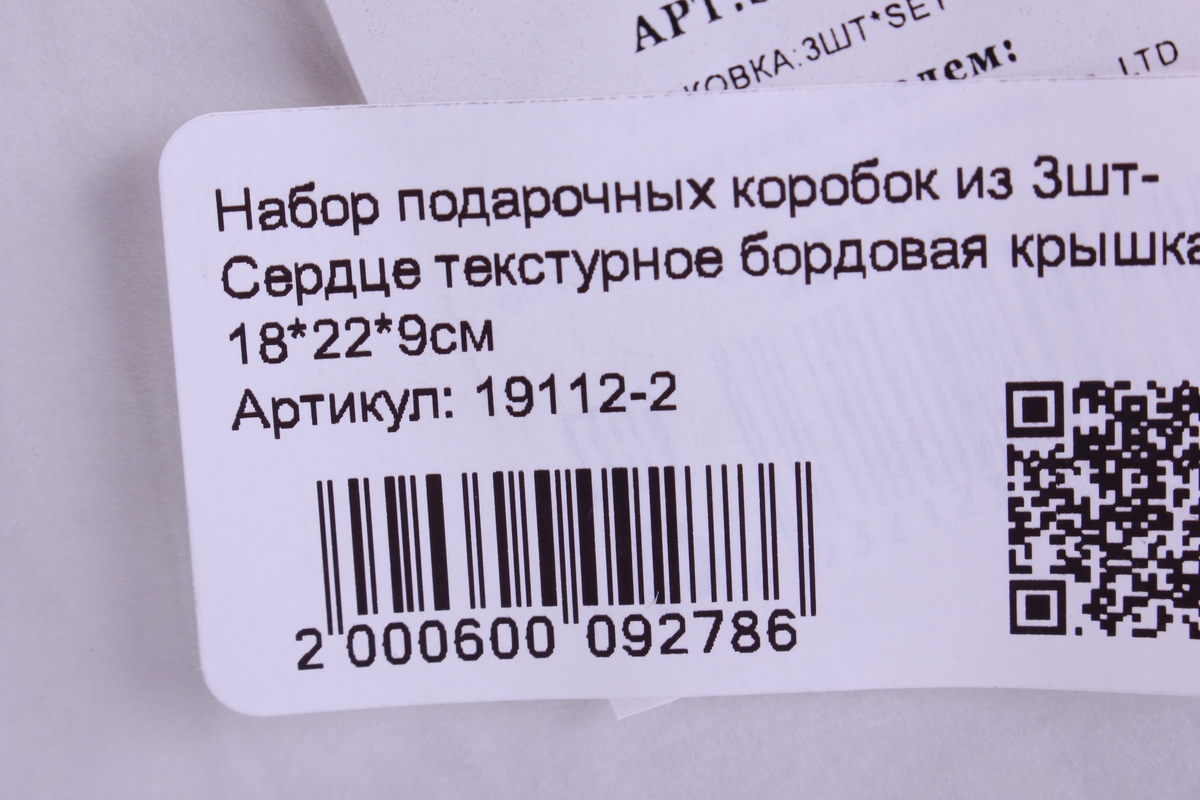 АРТ.
КОВКА:3ШТ*SET
LTD
Набор подарочных коробок из 3шт-
Сердце текстурное бордовая крышка
18*22*9см
Артикул: 19112-2
2 000600 092786